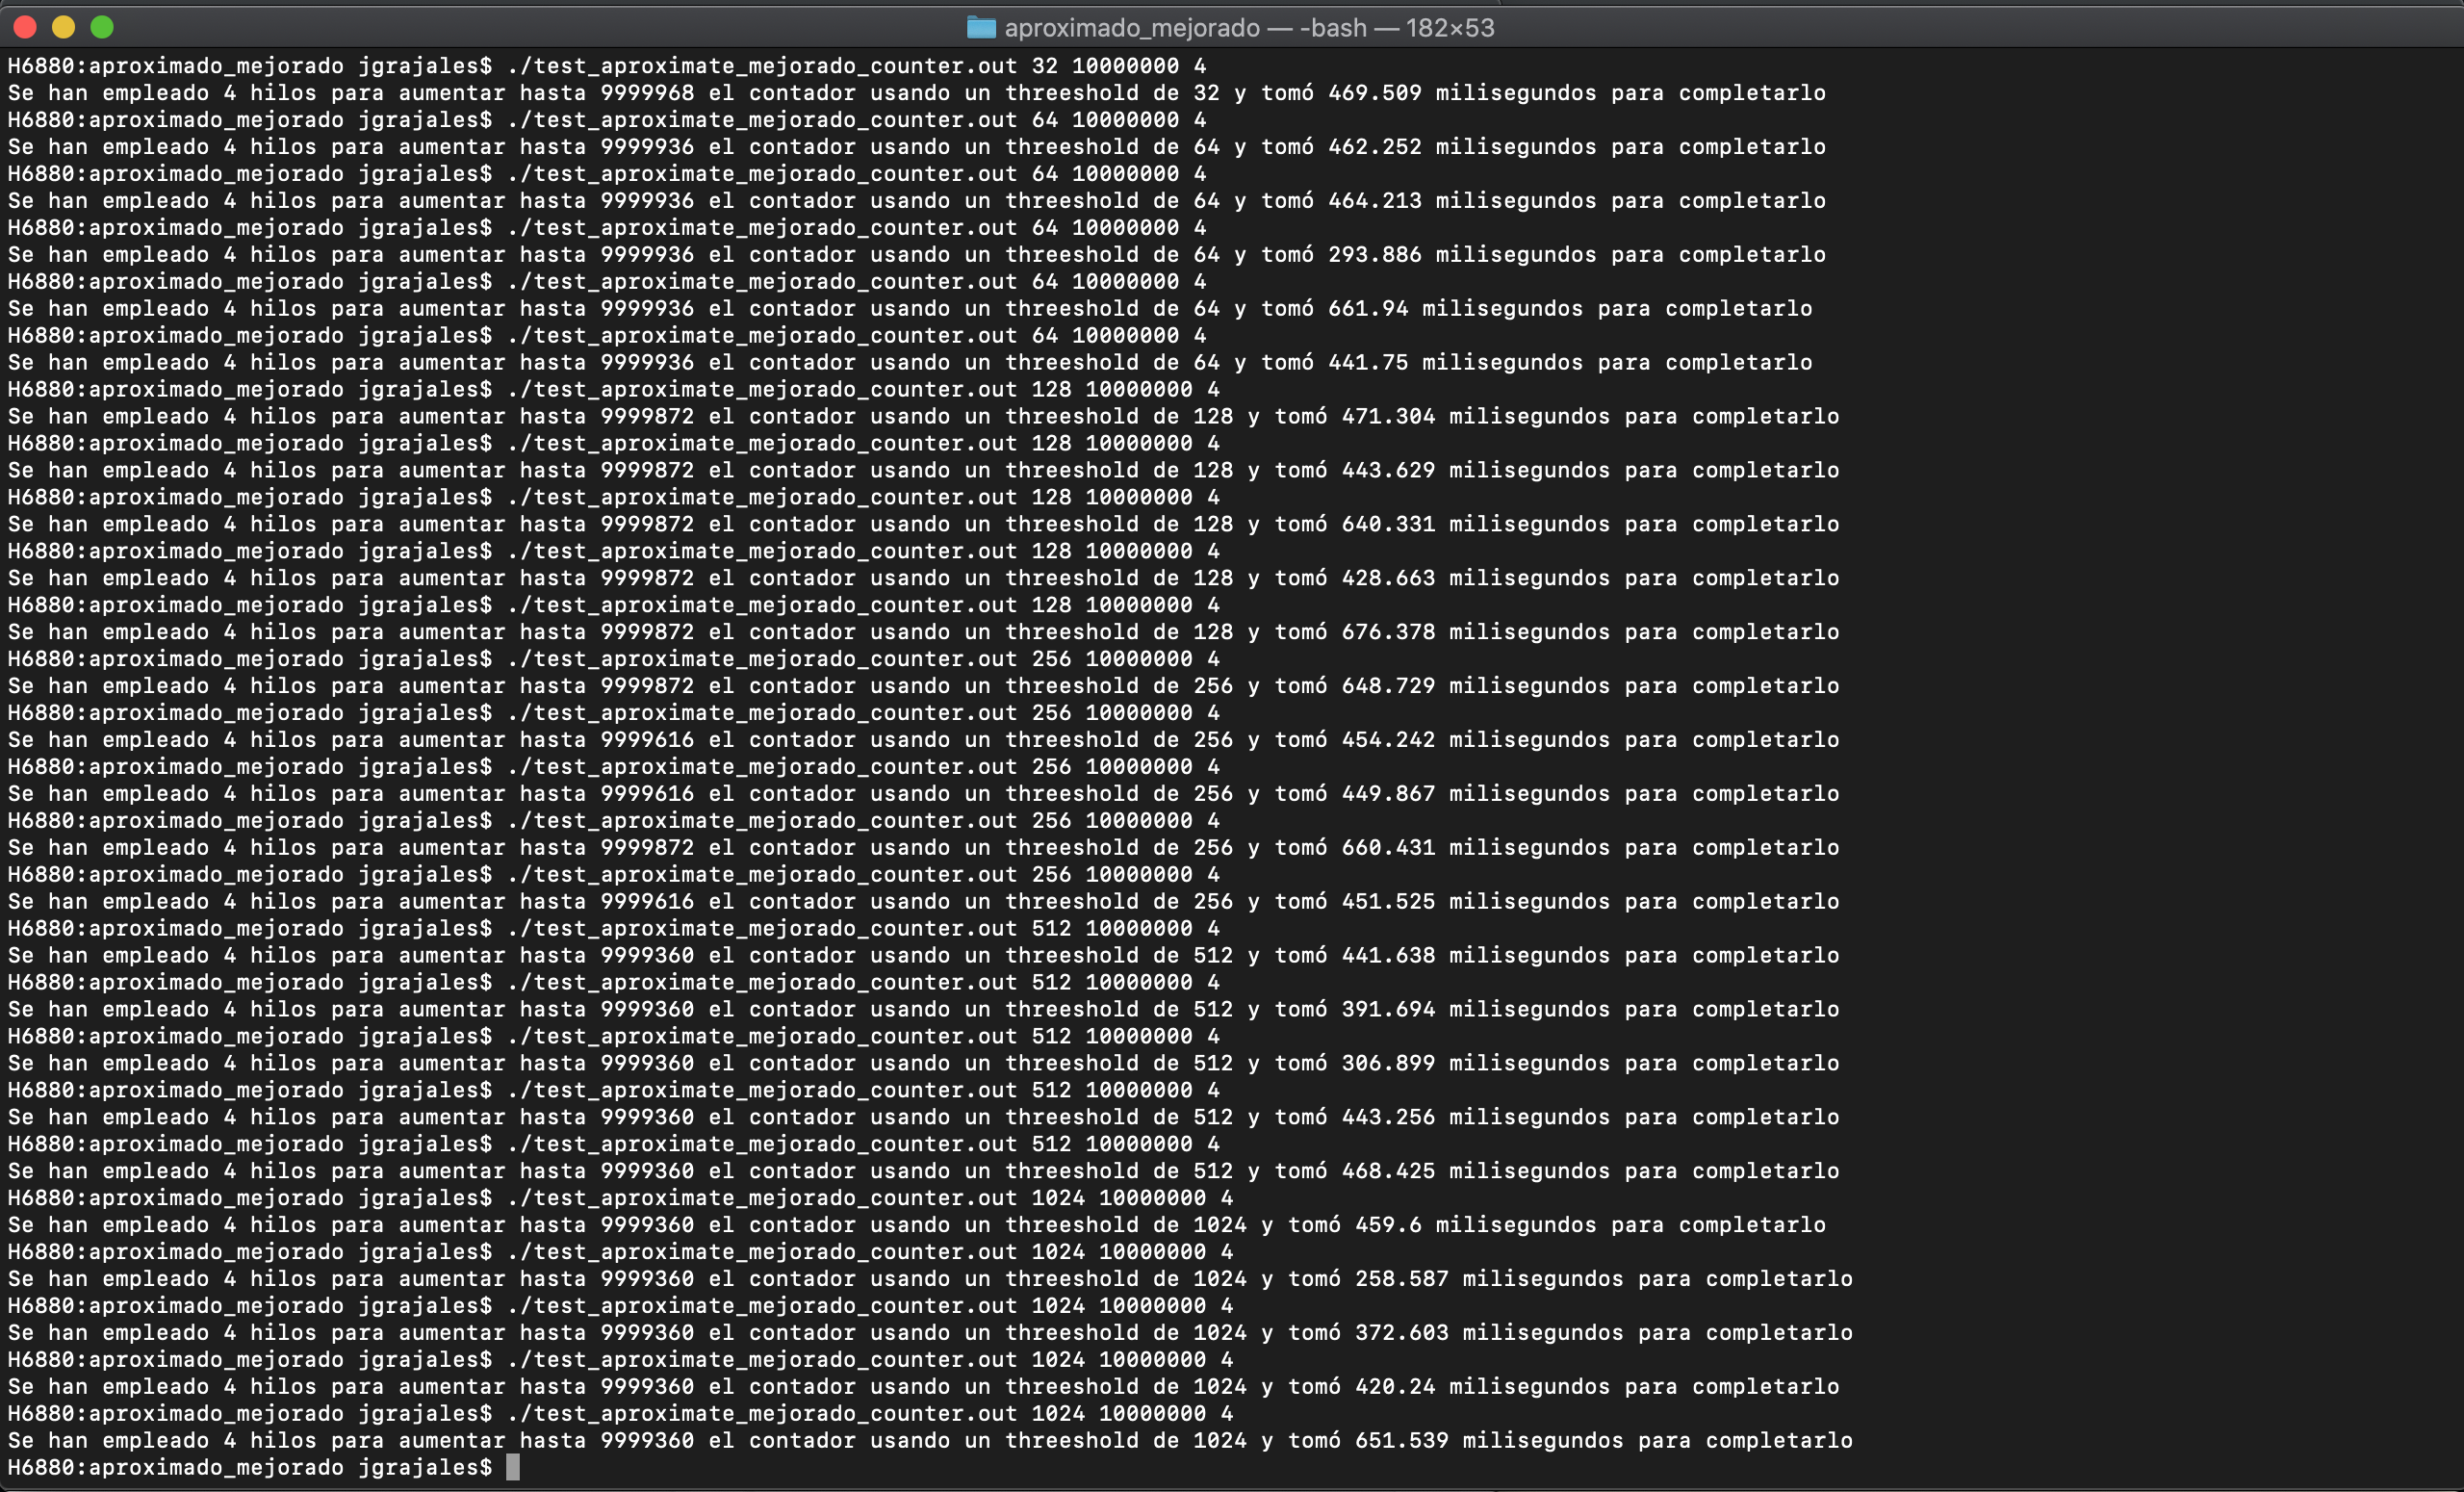 aproximado_mejorado — -bash — 182×53
H6880:aproximado_mejorado jgrajales$ ./test_aproximate_mejorado_counter.out 32 10000000 4
Se han empleado 4 hilos para aumentar hasta 9999968 el contador usando un threeshold de 32 y tomó 469.509 milisegundos para completarlo
H6880:aproximado_mejorado jgrajales$ ./test_aproximate_mejorado_counter.out 64 10000000 4
Se han empleado 4 hilos para aumentar hasta 9999936 el contador usando un threeshold de 64 y tomó 462.252 milisegundos para completarlo
H6880:aproximado_mejorado jgrajales$ ./test_aproximate_mejorado_counter.out 64 10000000 4
Se han empleado 4 hilos para aumentar hasta 9999936 el contador usando un threeshold de 64 y tomó 464.213 milisegundos para completarlo
H6880:aproximado_mejorado jgrajales$ ./test_aproximate_mejorado_counter.out 64 10000000 4
Se han empleado 4 hilos para aumentar hasta 9999936 el contador usando un threeshold de 64 y tomó 293.886 milisegundos para completarlo
H6880:aproximado_mejorado jgrajales$ ./test_aproximate_mejorado_counter.out 64 10000000 4
Se han empleado 4 hilos para aumentar hasta 9999936 el contador usando un threeshold de 64 y tomó 661.94 milisegundos para completarlo
H6880:aproximado_mejorado jgrajales$ ./test_aproximate_mejorado_counter.out 64 10000000 4
Se han empleado 4 hilos para aumentar hasta 9999936 el contador usando un threeshold de 64 y tomó 441.75 milisegundos para completarlo
H6880:aproximado_mejorado jgrajales$ ./test_aproximate_mejorado_counter.out 128 10000000 4
Se han empleado 4 hilos para aumentar hasta 9999872 el contador usando un threeshold de 128 y tomó 471.304 milisegundos para completarlo
H6880:aproximado_mejorado jgrajales$ ./test_aproximate_mejorado_counter.out 128 10000000 4
Se han empleado 4 hilos para aumentar hasta 9999872 el contador usando un threeshold de 128 y tomó 443.629 milisegundos para completarlo
H6880:aproximado_mejorado jgrajales$ ./test_aproximate_mejorado_counter.out 128 10000000 4
Se han empleado 4 hilos para aumentar hasta 9999872 el contador usando un threeshold de 128 y tomó 640.331 milisegundos para completarlo
H6880:aproximado_mejorado jgrajales$ ./test_aproximate_mejorado_counter.out 128 10000000 4
Se han empleado 4 hilos para aumentar hasta 9999872 el contador usando un threeshold de 128 y tomó 428.663 milisegundos para completarlo
H6880:aproximado_mejorado jgrajales$ ./test_aproximate_mejorado_counter.out 128 10000000 4
Se han empleado 4 hilos para aumentar hasta 9999872 el contador usando un threeshold de 128 y tomó 676.378 milisegundos para completarlo
H6880:aproximado_mejorado jgrajales$ ./test_aproximate_mejorado_counter.out 256 10000000 4
Se han empleado 4 hilos para aumentar hasta 9999872 el contador usando un threeshold de 256 y tomó 648.729 milisegundos para completarlo
H6880:aproximado_mejorado jgrajales$ ./test_aproximate_mejorado_counter.out 256 10000000 4
Se han empleado 4 hilos para aumentar hasta 9999616 el contador usando un threeshold de 256 y tomó 454.242 milisegundos para completarlo
H6880:aproximado_mejorado jgrajales$ ./test_aproximate_mejorado_counter.out 256 10000000 4
Se han empleado 4 hilos para aumentar hasta 9999616 el contador usando un threeshold de 256 y tomó 449.867 milisegundos para completarlo
H6880:aproximado_mejorado jgrajales$ ./test_aproximate_mejorado_counter.out 256 10000000 4
Se han empleado 4 hilos para aumentar hasta 9999872 el contador usando un threeshold de 256 y tomó 660.431 milisegundos para completarlo
H6880:aproximado_mejorado jgrajales$ ./test_aproximate_mejorado_counter.out 256 10000000 4
Se han empleado 4 hilos para aumentar hasta 9999616 el contador usando un threeshold de 256 y tomó 451.525 milisegundos para completarlo
H6880:aproximado_mejorado jgrajales$ ./test_aproximate_mejorado_counter.out 512 10000000 4
Se han empleado 4 hilos para aumentar hasta 9999360 el contador usando un threeshold de 512 y tomó 441.638 milisegundos para completarlo
H6880:aproximado_mejorado jgrajales$ ./test_aproximate_mejorado_counter.out 512 10000000 4
Se han empleado 4 hilos para aumentar hasta 9999360 el contador usando un threeshold de 512 y tomó 391.694 milisegundos para completarlo
H6880:aproximado_mejorado jgrajales$ ./test_aproximate_mejorado_counter.out 512 10000000 4
Se han empleado 4 hilos para aumentar hasta 9999360 el contador usando un threeshold de 512 y tomó 306.899 milisegundos para completarlo
H6880:aproximado_mejorado jgrajales$ ./test_aproximate_mejorado_counter.out 512 10000000 4
Se han empleado 4 hilos para aumentar hasta 9999360 el contador usando un threeshold de 512 y tomó 443.256 milisegundos para completarlo
H6880:aproximado_mejorado jgrajales$ ./test_aproximate_mejorado_counter.out 512 10000000 4
Se han empleado 4 hilos para aumentar hasta 9999360 el contador usando un threeshold de 512 y tomó 468.425 milisegundos para completarlo
H6880:aproximado_mejorado jgrajales$ ./test_aproximate_mejorado_counter.out 1024 10000000 4
Se han empleado 4 hilos para aumentar hasta 9999360 el contador usando un threeshold de 1024 y tomó 459.6 milisegundos para completarlo
H6880:aproximado_mejorado jgrajales$ ./test_aproximate_mejorado_counter.out 1024 10000000 4
Se han empleado 4 hilos para aumentar hasta 9999360 el contador usando un threeshold de 1024 y tomó 258.587 milisegundos para completarlo
H6880:aproximado_mejorado jgrajales$ ./test_aproximate_mejorado_counter.out 1024 10000000 4
Se han empleado 4 hilos para aumentar hasta 9999360 el contador usando un threeshold de 1024 y tomó 372.603 milisegundos para completarlo
H6880:aproximado_mejorado jgrajales$ ./test_aproximate_mejorado_counter.out 1024 10000000 4
Se han empleado 4 hilos para aumentar hasta 9999360 el contador usando un threeshold de 1024 y tomó 420.24 milisegundos para completarlo
H6880:aproximado_mejorado jgrajales$ ./test_aproximate_mejorado_counter.out 1024 10000000 4
Se han empleado 4 hilos para aumentar hasta 9999360 el contador usando un threeshold de 1024 y tomó 651.539 milisegundos para completarlo
H6880:aproximado_mejorado jgrajales$